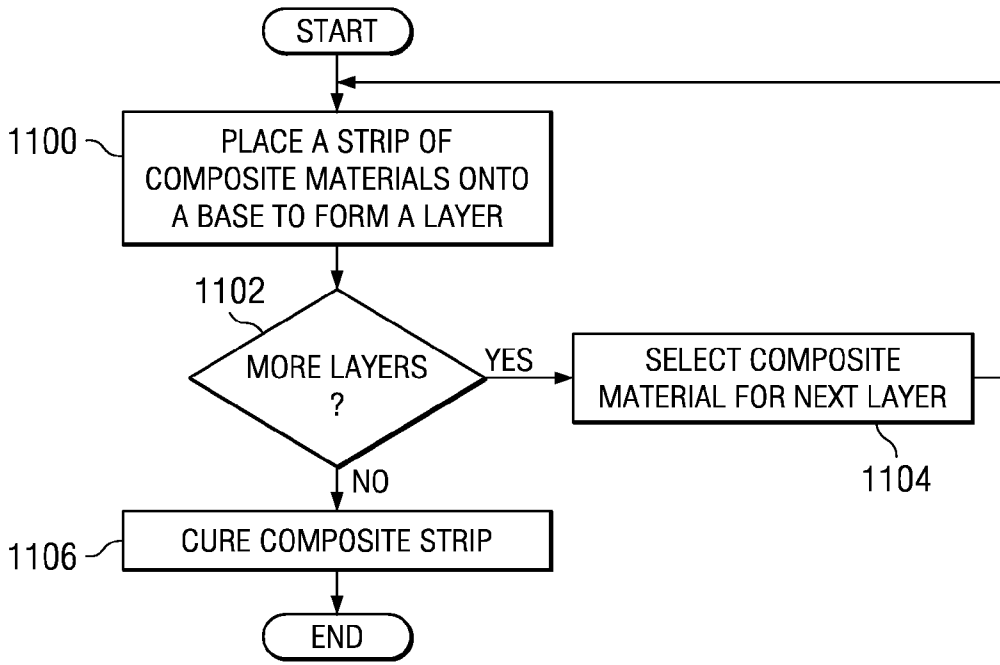 START
1100
PLACE A STRIP OF
COMPOSITE MATERIALS ONTO
A BASE TO FORM A LAYER
1102
MORE LAYERS
?
YES
SELECT COMPOSITE
MATERIAL FOR NEXT LAYER
1104
NO
1106
CURE COMPOSITE STRIP
END